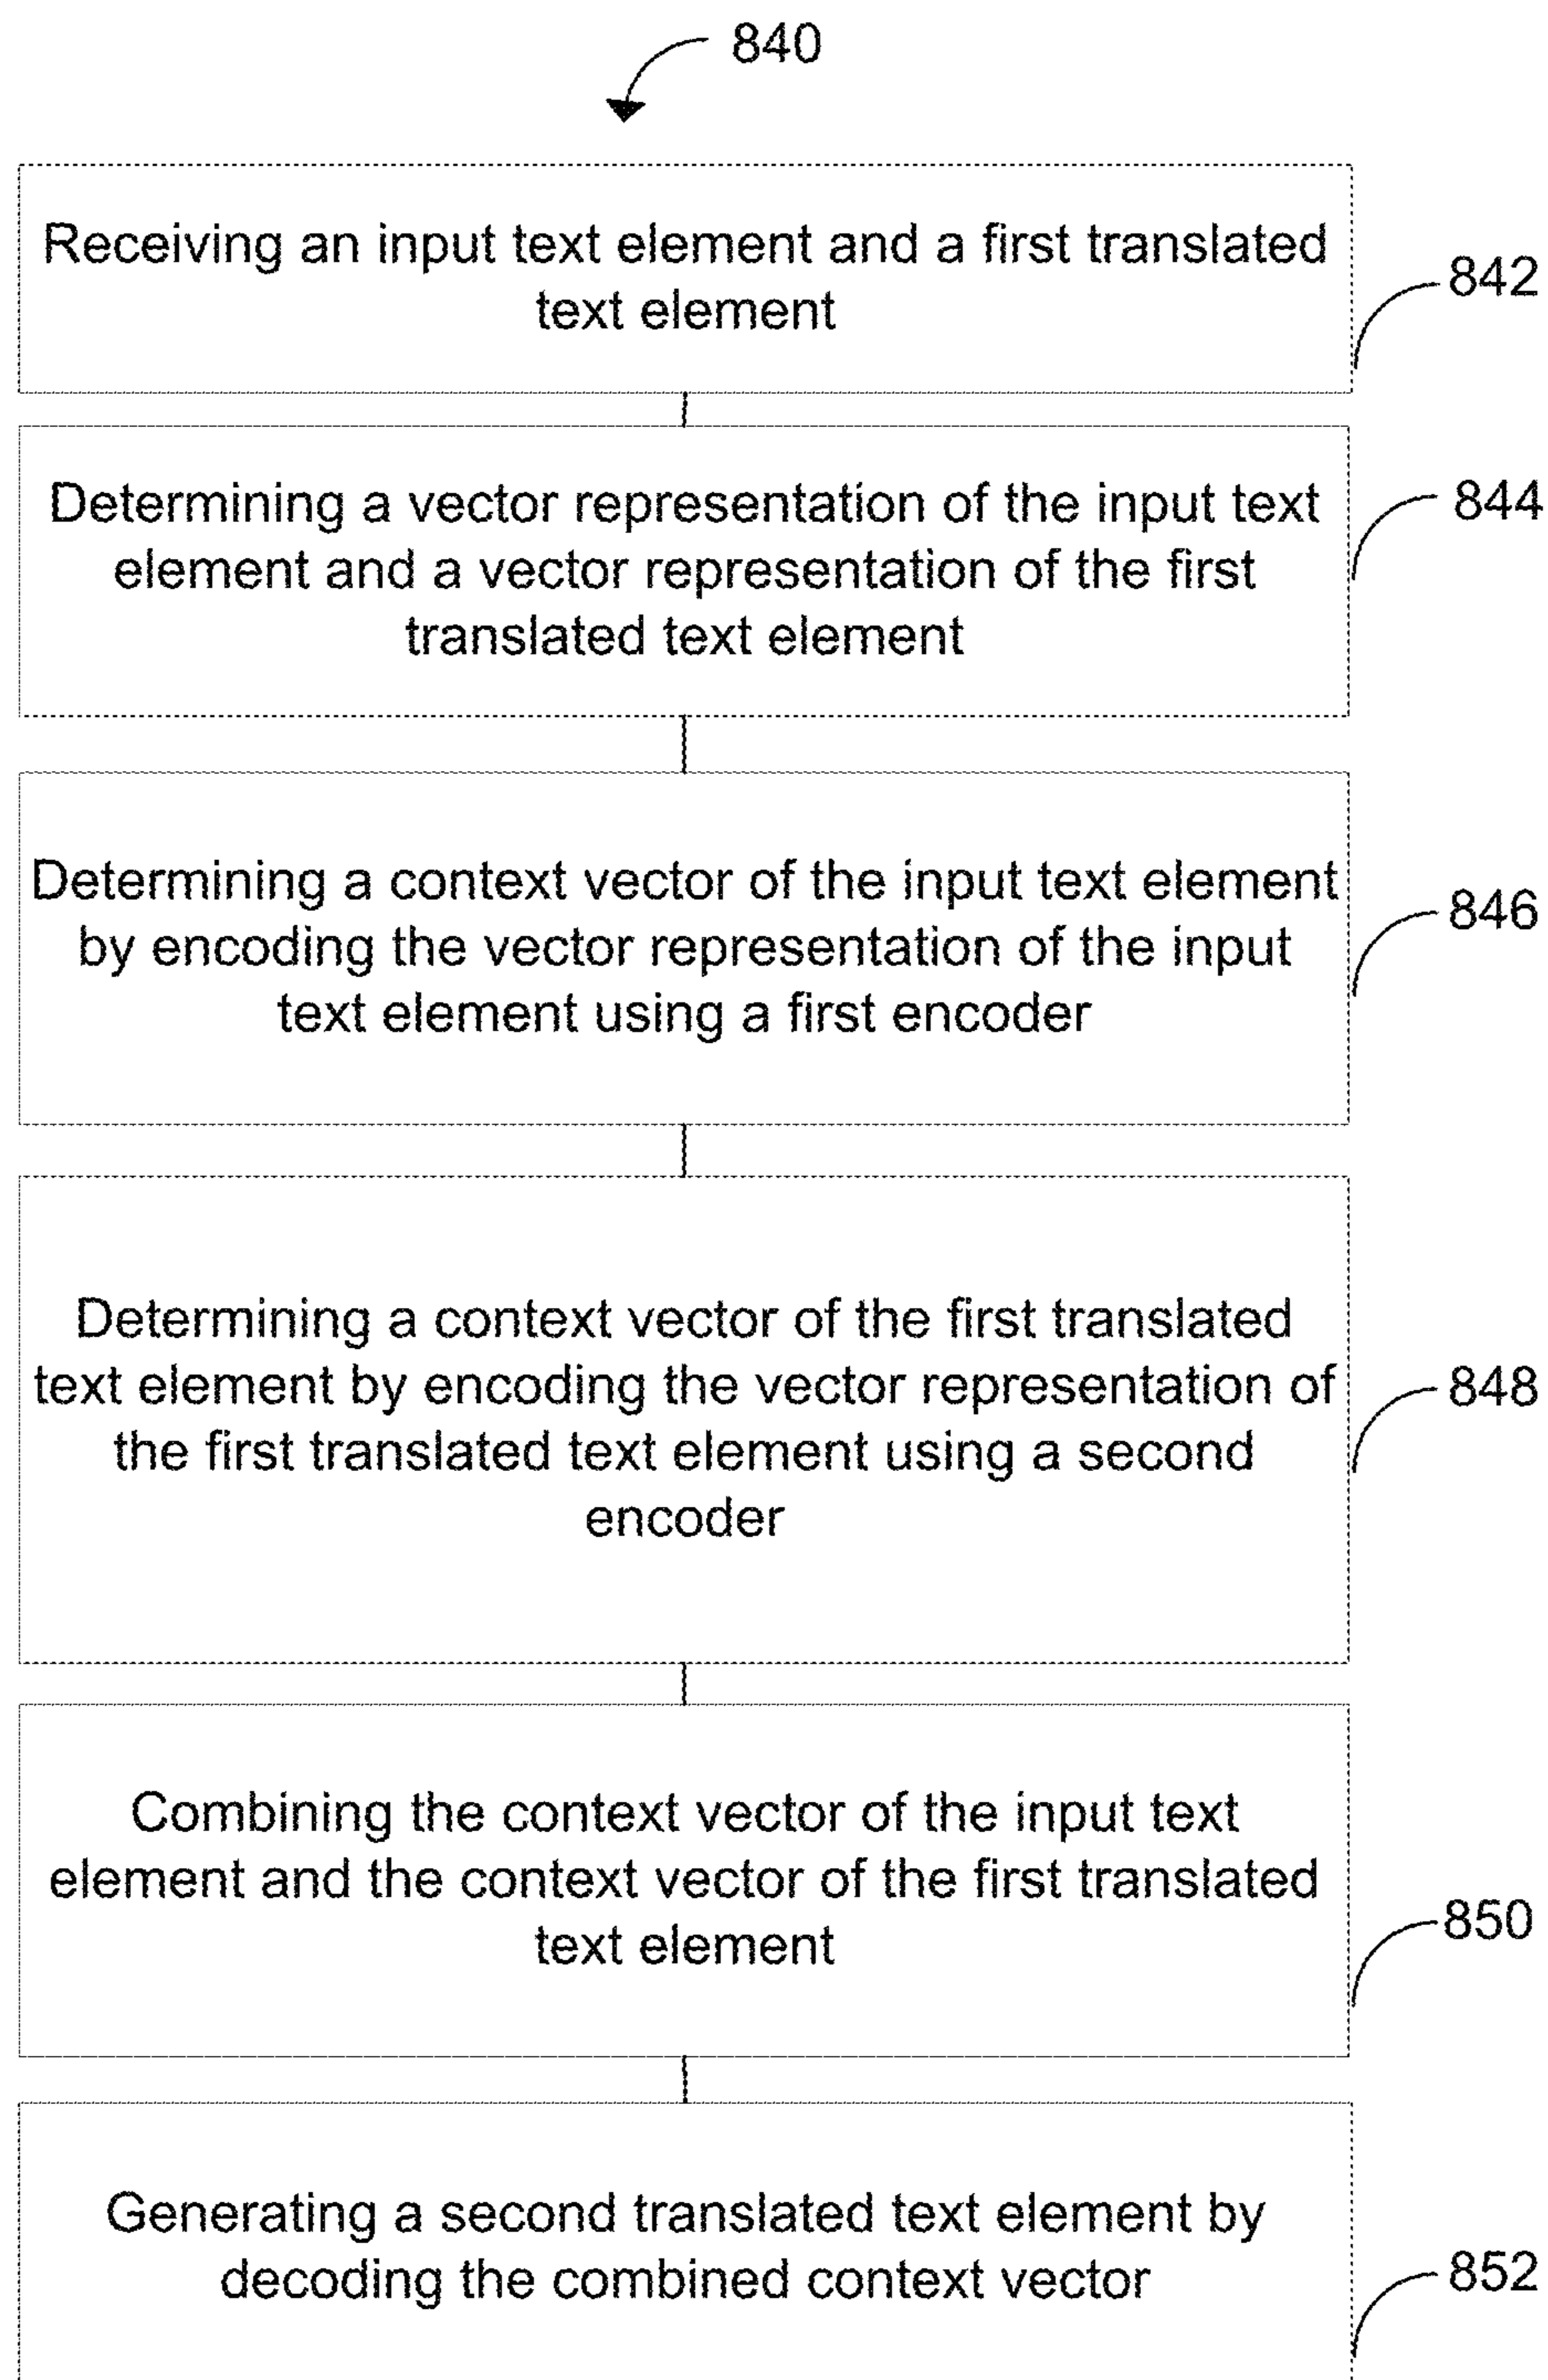 840
Receiving an input text element and a first translated
text element
842
Determining a vector representation of the input text
element and a vector representation of the first
translated text element
844
Determining a context vector of the input text element
by encoding the vector representation of the input
text element using a first encoder
846
Determining a context vector of the first translated
text element by encoding the vector representation of
the first translated text element using a second
encoder
848
Combining the context vector of the input text
element and the context vector of the first translated
text element
850
Generating a second translated text element by
decoding the combined context vector
852